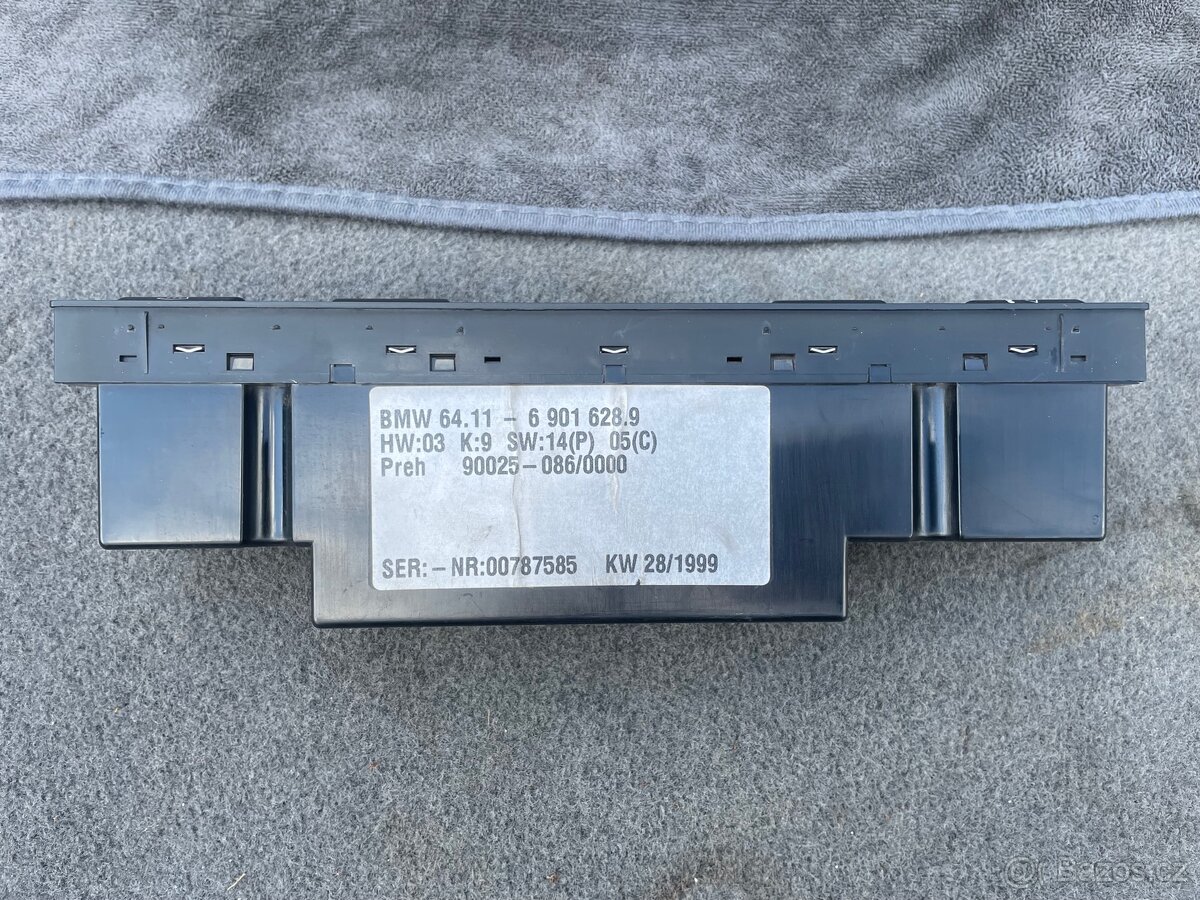 BMW 64.11 - 6 901 628.9
HW:03 K:9 SW:14(P) 05(C)
Preh 90025-086/0000
SER:-NR:00787585 KW 28/1999
Bazos.cz